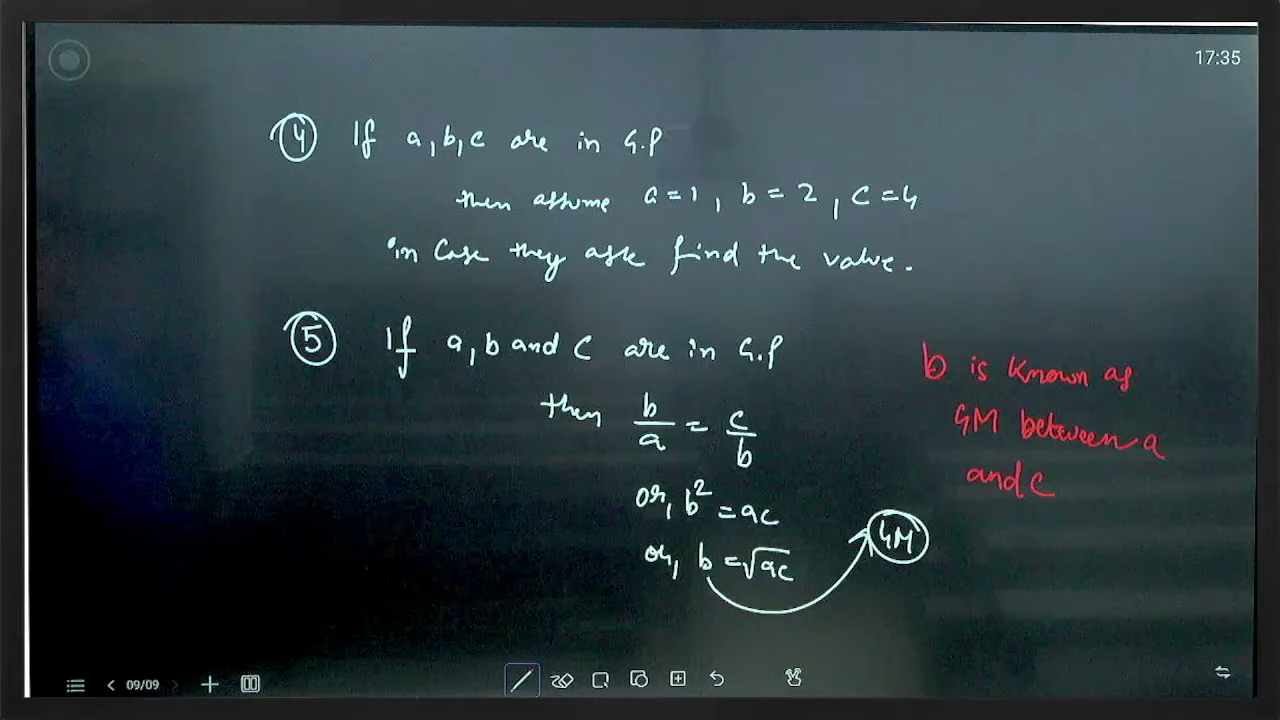 17:35
④ If a, b, c are in G.P
then assume a = 1, b = 2, c = 4
in case they ask find the value.
⑤ If a, b and c are in G.P
then b/a = c/b
or, b² = ac
or, b = √ac
GM
b is known as
GM between a
and c
09/09